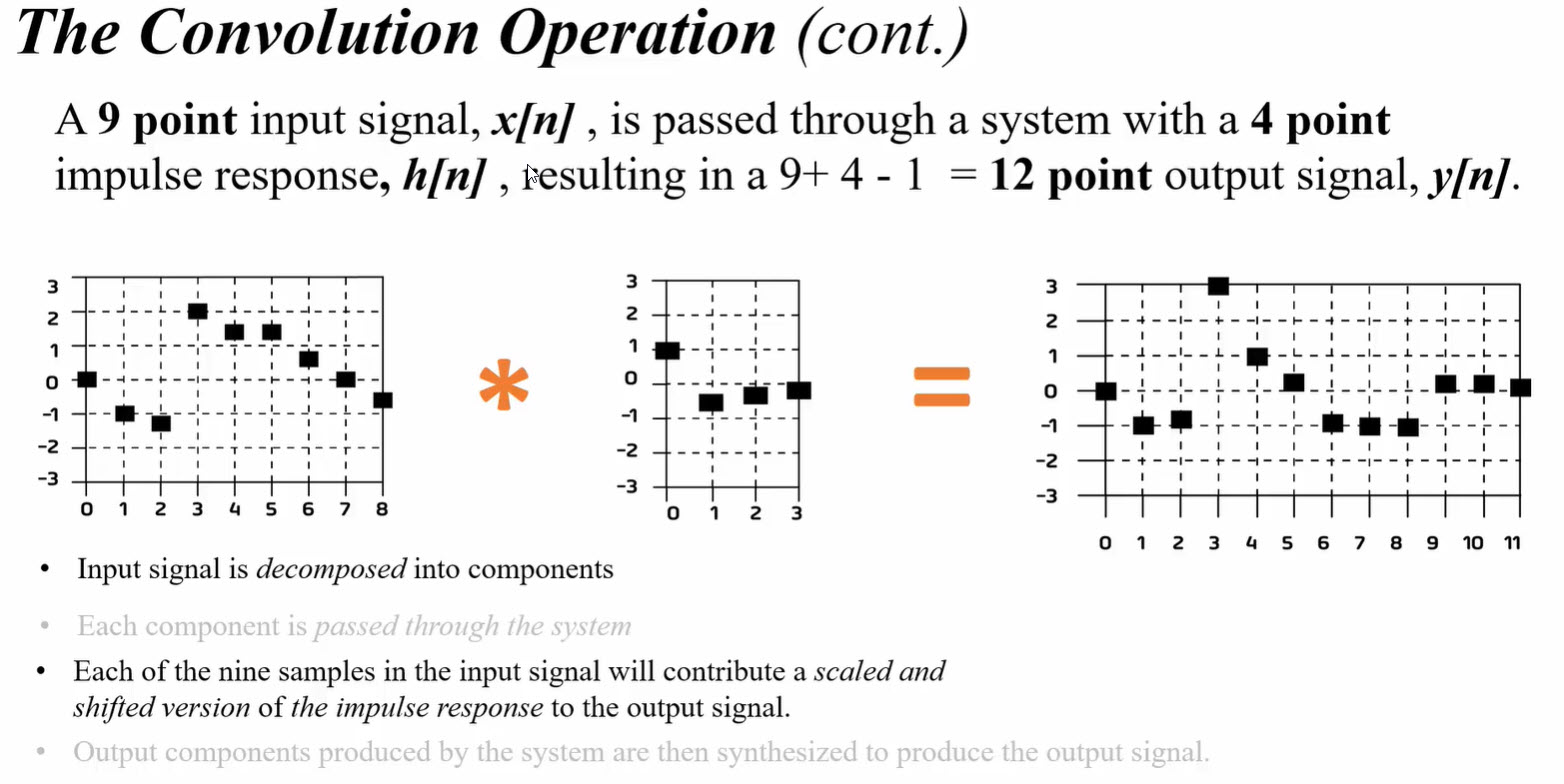 The Convolution Operation (cont.)
A 9 point input signal, x[n] , is passed through a system with a 4 point
impulse response, h[n] , resulting in a 9+ 4 - 1 = 12 point output signal, y[n].
3
2
1
0
-1
-2
-3
0 1 2 3 4 5 6 7 8
*
3
2
1
0
-1
-2
-3
0 1 2 3
=
3
2
1
0
-1
-2
-3
0 1 2 3 4 5 6 7 8 9 10 11
• Input signal is decomposed into components
• Each component is passed through the system
• Each of the nine samples in the input signal will contribute a scaled and
shifted version of the impulse response to the output signal.
• Output components produced by the system are then synthesized to produce the output signal.